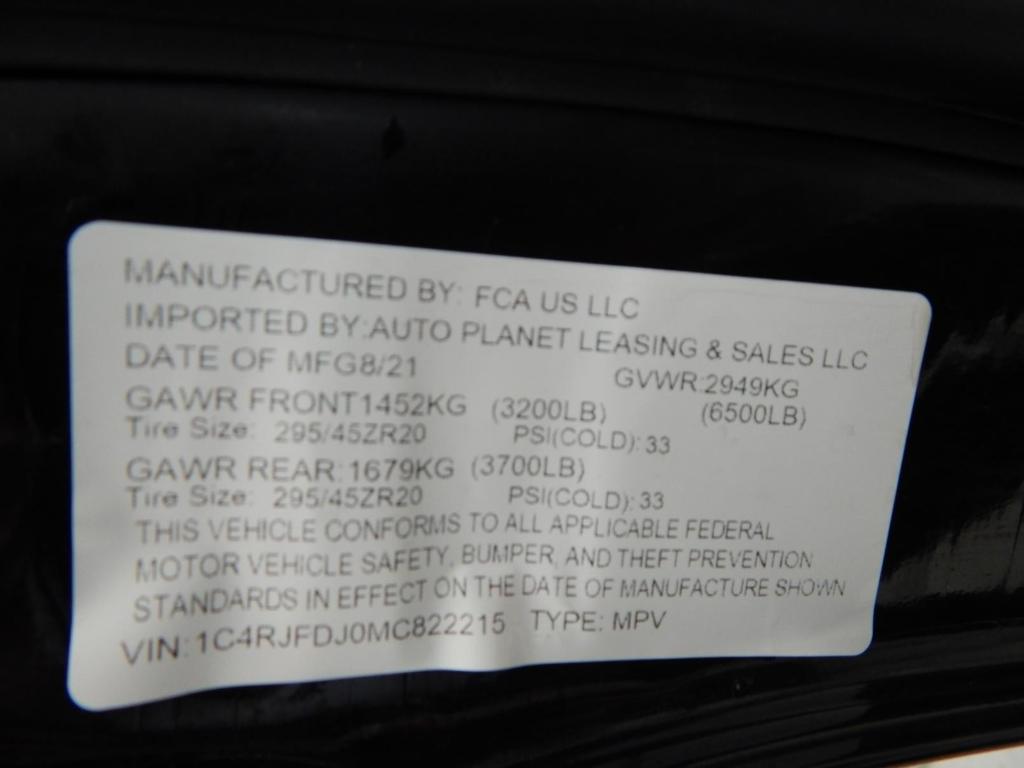 MANUFACTURED BY: FCA US LLC
IMPORTED BY:AUTO PLANET LEASING & SALES LLC
DATE OF MFG8/21 GVWR:2949KG
GAWR FRONT1452KG (3200LB) (6500LB)
Tire Size: 295/45ZR20 PSI(COLD): 33
GAWR REAR:1679KG (3700LB)
Tire Size: 295/45ZR20 PSI(COLD): 33
THIS VEHICLE CONFORMS TO ALL APPLICABLE FEDERAL
MOTOR VEHICLE SAFETY, BUMPER, AND THEFT PREVENTION
STANDARDS IN EFFECT ON THE DATE OF MANUFACTURE SHOWN
VIN:1C4RJFDJ0MC822215 TYPE: MPV